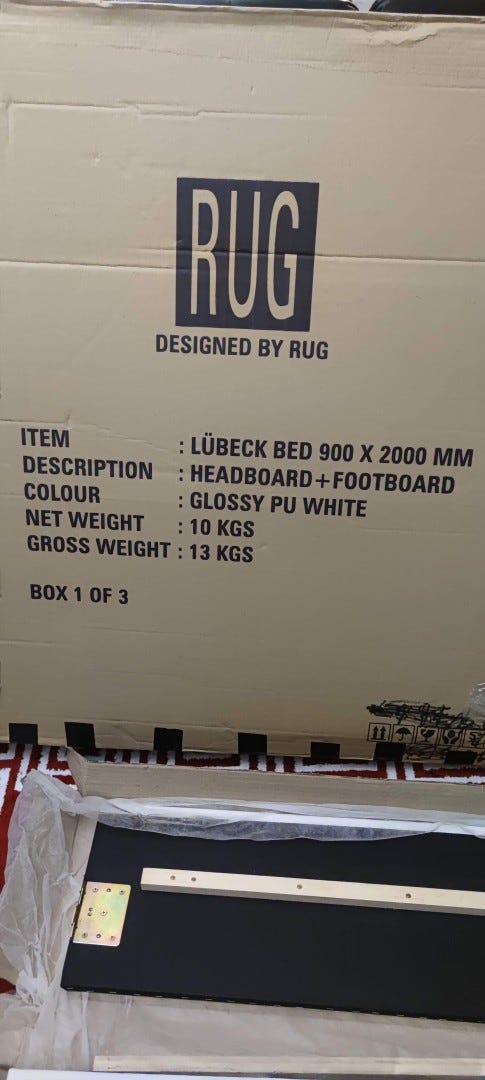 RUG
DESIGNED BY RUG
ITEM : LÜBECK BED 900 X 2000 MM
DESCRIPTION : HEADBOARD+FOOTBOARD
COLOUR : GLOSSY PU WHITE
NET WEIGHT : 10 KGS
GROSS WEIGHT : 13 KGS
BOX 1 OF 3